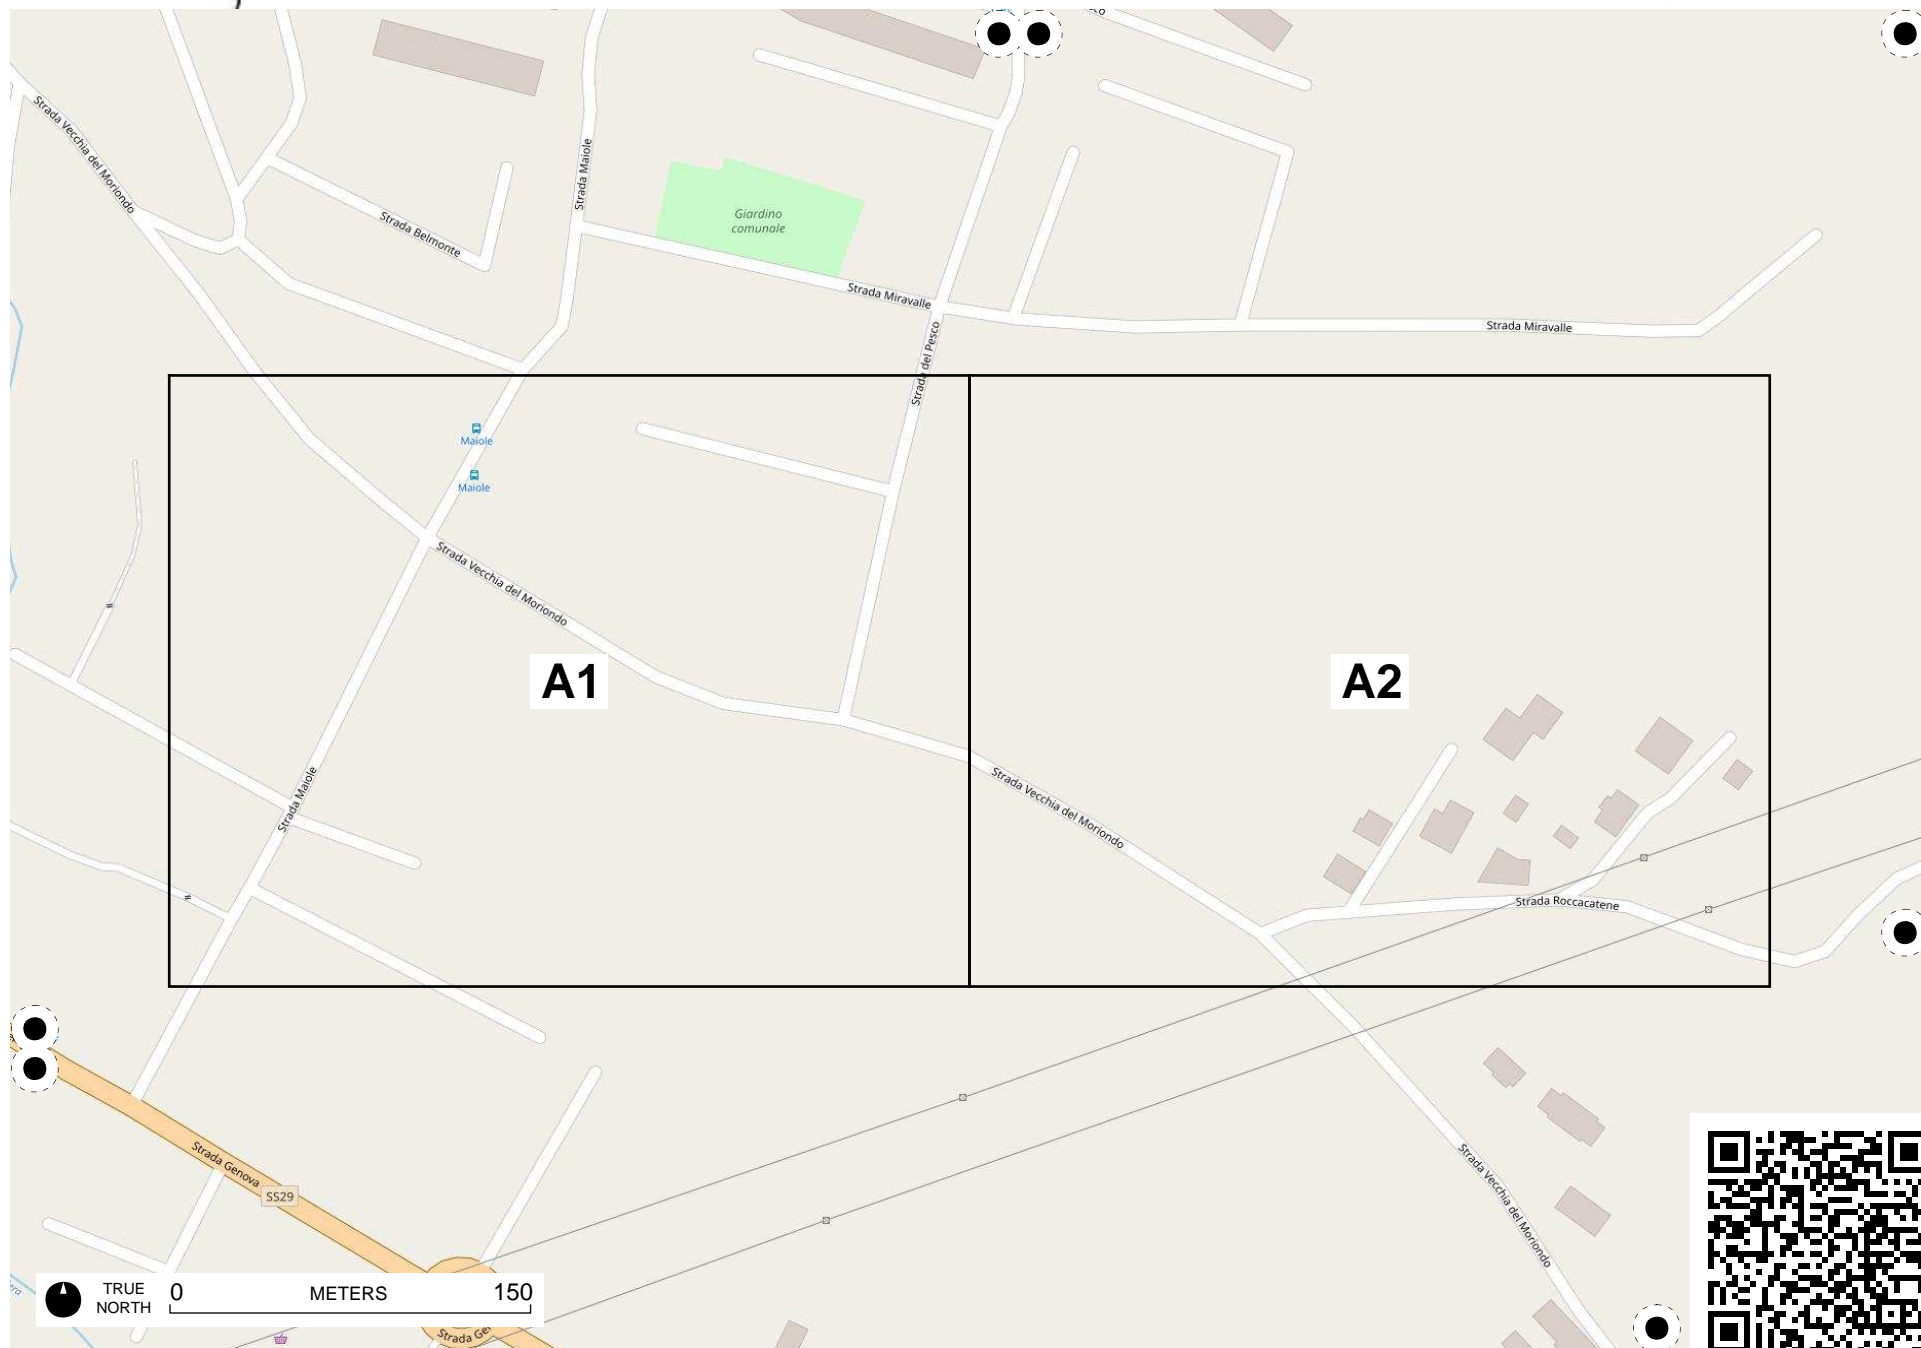 Strada Vecchia del Moriondo
Strada Maiole
Strada Belmonte
Giardino
comunale
Strada Miravalle
Strada Miravalle
Strada del Pesco
Maiole
Maiole
Strada Vecchia del Moriondo
A1
A2
Strada Maiole
Strada Vecchia del Moriondo
Strada Roccacatene
Strada Genova
SS29
Strada Vecchia del Moriondo
TRUE
NORTH
0
METERS
150
Strada Ge